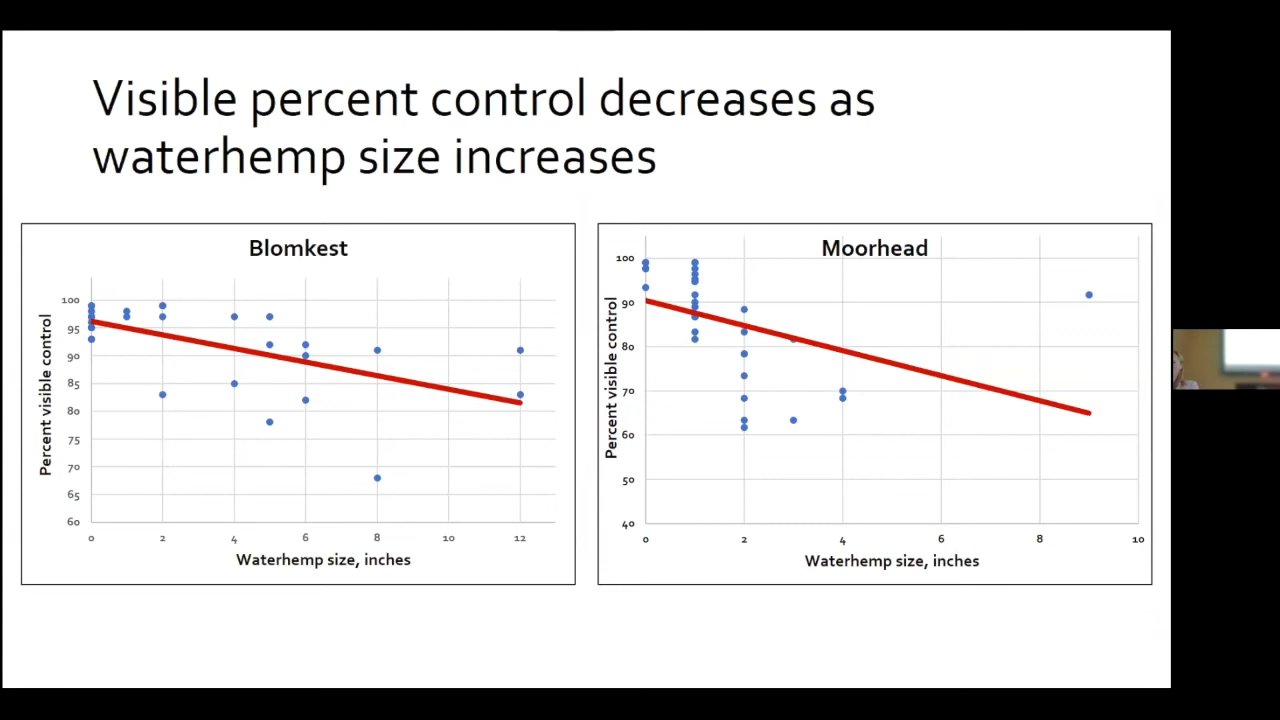 Visible percent control decreases as
waterhemp size increases
Blomkest
Percent visible control
100
95
90
85
80
75
70
65
60
0 2 4 6 8 10 12
Waterhemp size, inches
Moorhead
Percent visible control
100
90
80
70
60
50
40
0 2 4 6 8 10
Waterhemp size, inches